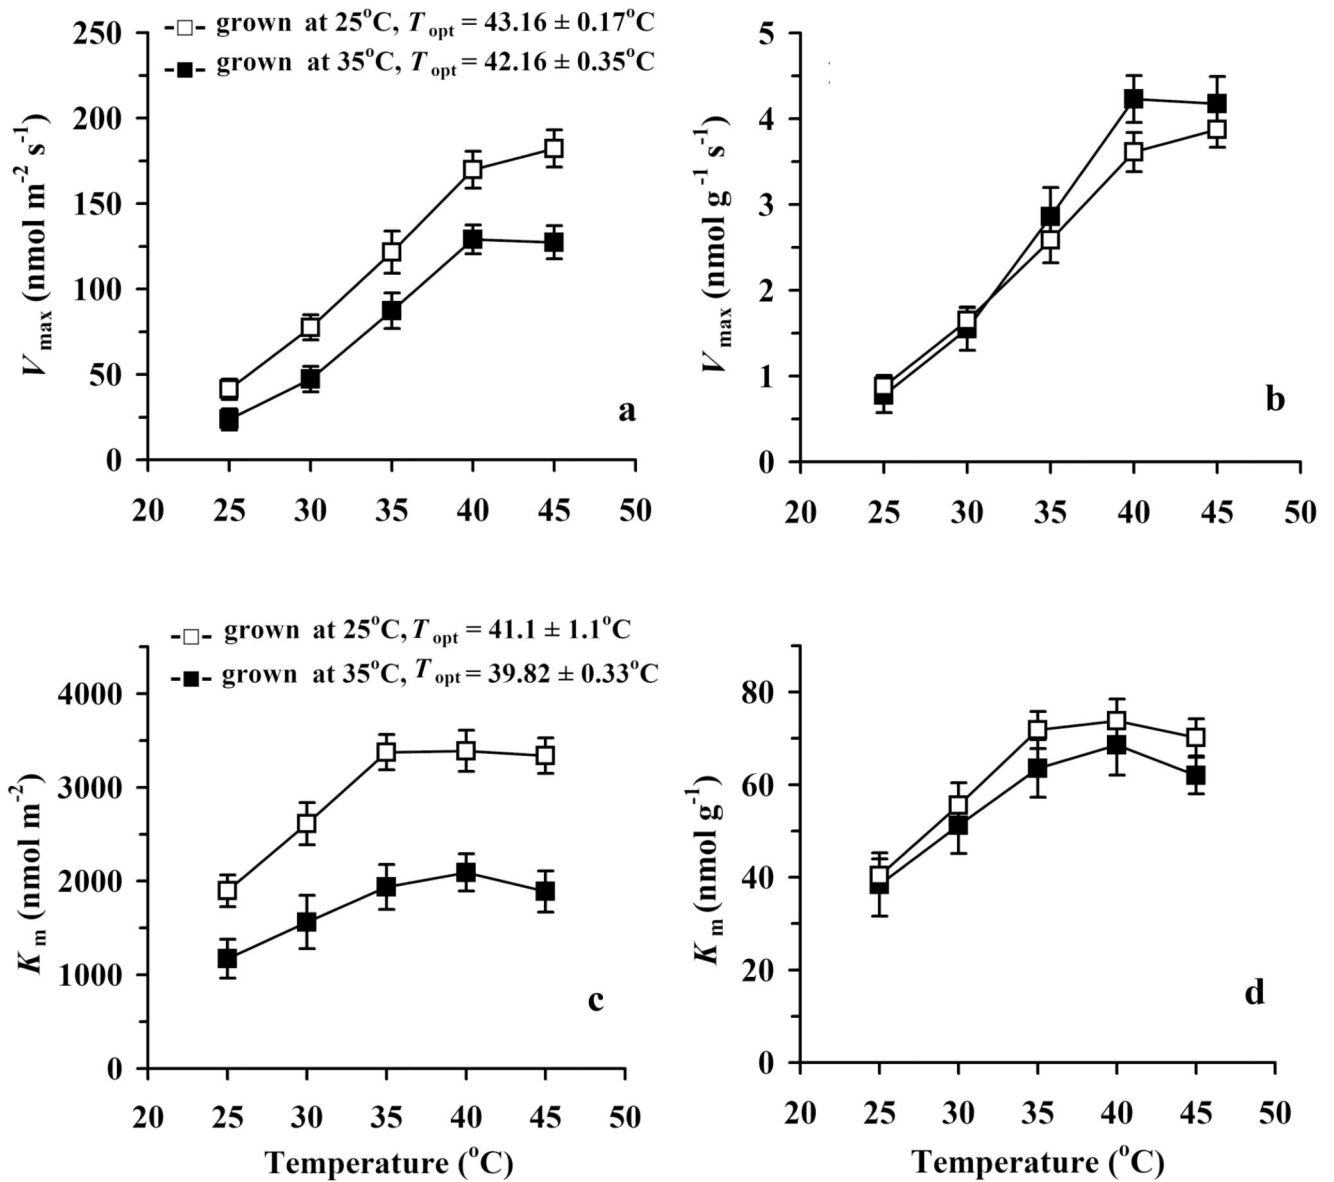 grown at 25°C, T opt = 43.16 ± 0.17°C
grown at 35°C, T opt = 42.16 ± 0.35°C
250
200
150
100
50
0
V max (nmol m-2 s-1)
20 25 30 35 40 45 50
a
5
4
3
2
1
0
V max (nmol g-1 s-1)
20 25 30 35 40 45 50
b
grown at 25°C, T opt = 41.1 ± 1.1°C
grown at 35°C, T opt = 39.82 ± 0.33°C
4000
3000
2000
1000
0
K m (nmol m-2)
20 25 30 35 40 45 50
Temperature (°C)
c
80
60
40
20
0
K m (nmol g-1)
20 25 30 35 40 45 50
Temperature (°C)
d